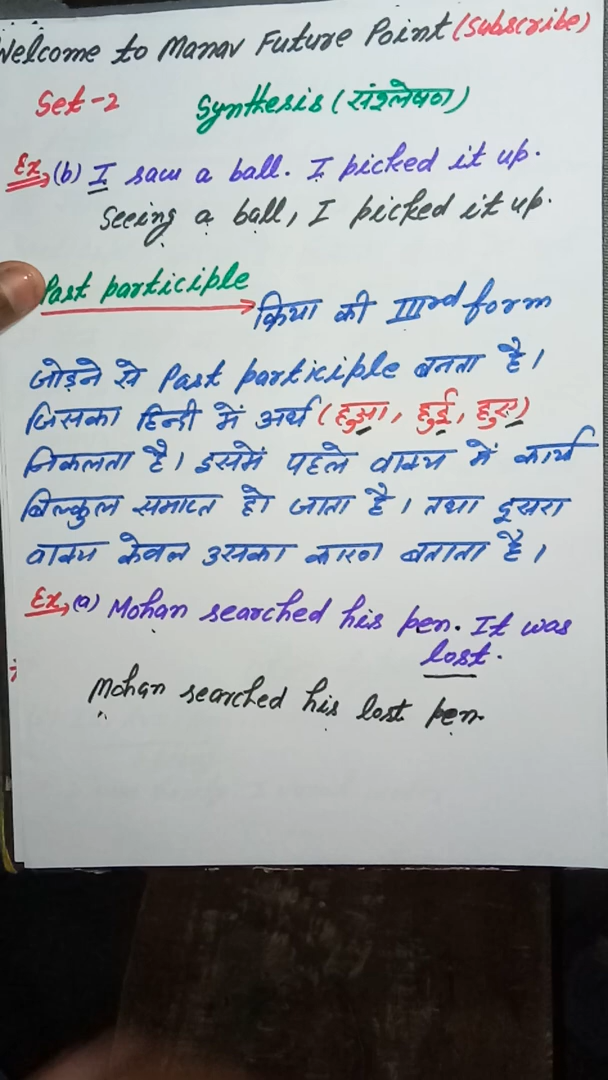 Welcome to Manav Future Point (Subscribe)
Set-2 Synthesis (संश्लेषण)
Ex, (b) I saw a ball. I picked it up.
Seeing a ball, I picked it up.
Past participle
क्रिया की IIIrd form
जोड़ने से Past participle बनता है।
जिसका हिन्दी में अर्थ (हुआ, हुई, हुए)
निकलता है। इसमें पहले वाक्य में कार्य
बिल्कुल समाप्त हो जाता है। तथा दूसरा
वाक्य केवल उसका कारण बताता है।
Ex, (a) Mohan searched his pen. It was
lost.
Mohan searched his lost pen.